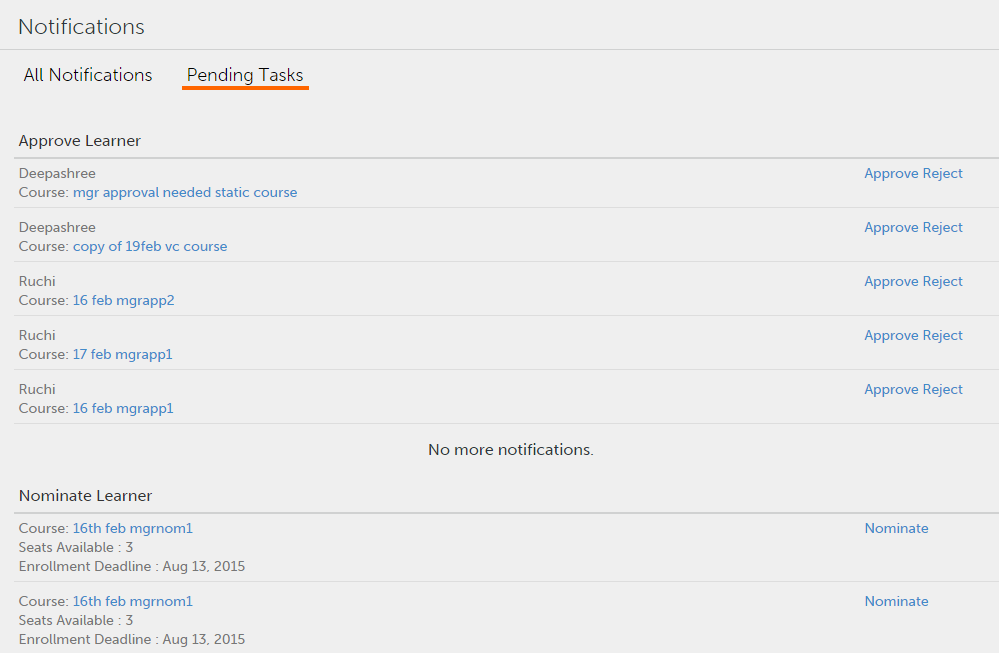 Notifications
All Notifications Pending Tasks
Approve Learner
Deepashree Approve Reject
Course: mgr approval needed static course
Deepashree Approve Reject
Course: copy of 19feb vc course
Ruchi Approve Reject
Course: 16 feb mgrapp2
Ruchi Approve Reject
Course: 17 feb mgrapp1
Ruchi Approve Reject
Course: 16 feb mgrapp1
No more notifications.
Nominate Learner
Course: 16th feb mgrnom1 Nominate
Seats Available : 3
Enrollment Deadline : Aug 13, 2015
Course: 16th feb mgrnom1 Nominate
Seats Available : 3
Enrollment Deadline : Aug 13, 2015